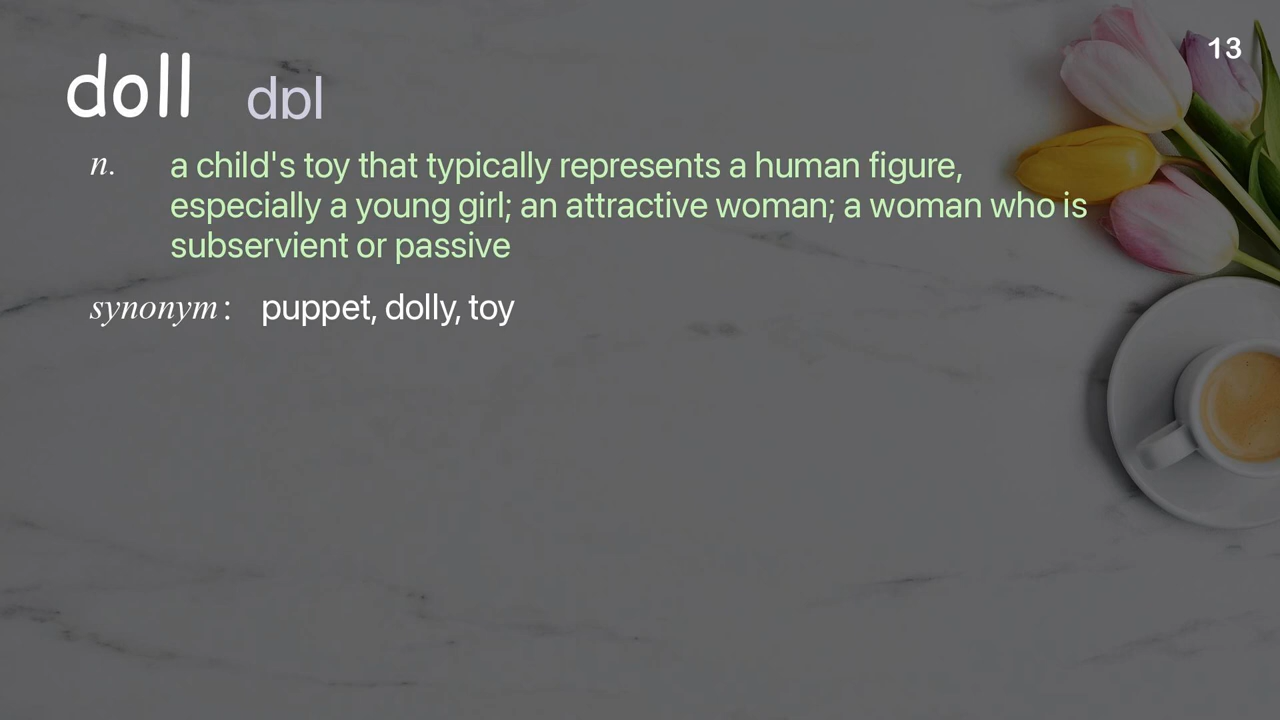 13
doll dɒl
n. a child's toy that typically represents a human figure,
especially a young girl; an attractive woman; a woman who is
subservient or passive
synonym: puppet, dolly, toy